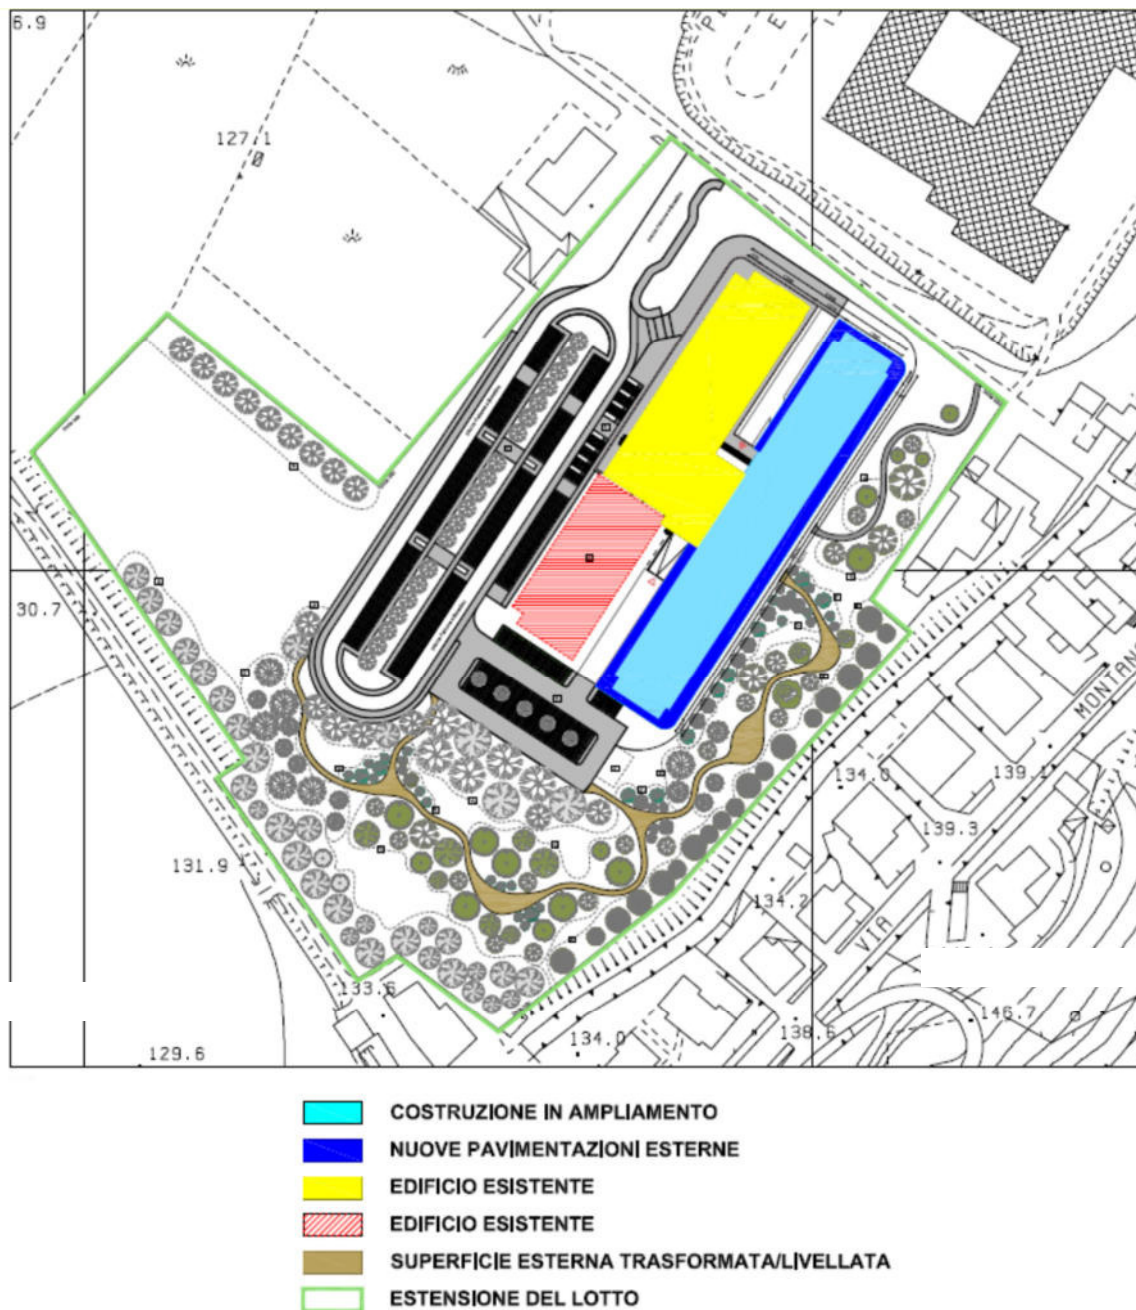 6.9
127.1
30.7
MONTAN
134.0
139.1
139.3
131.9
134.2
VIA
133.6
146.7
134.0
138.6
129.6
COSTRUZIONE IN AMPLIAMENTO
NUOVE PAVIMENTAZIONI ESTERNE
EDIFICIO ESISTENTE
EDIFICIO ESISTENTE
SUPERFICIE ESTERNA TRASFORMATA/LIVELLATA
ESTENSIONE DEL LOTTO